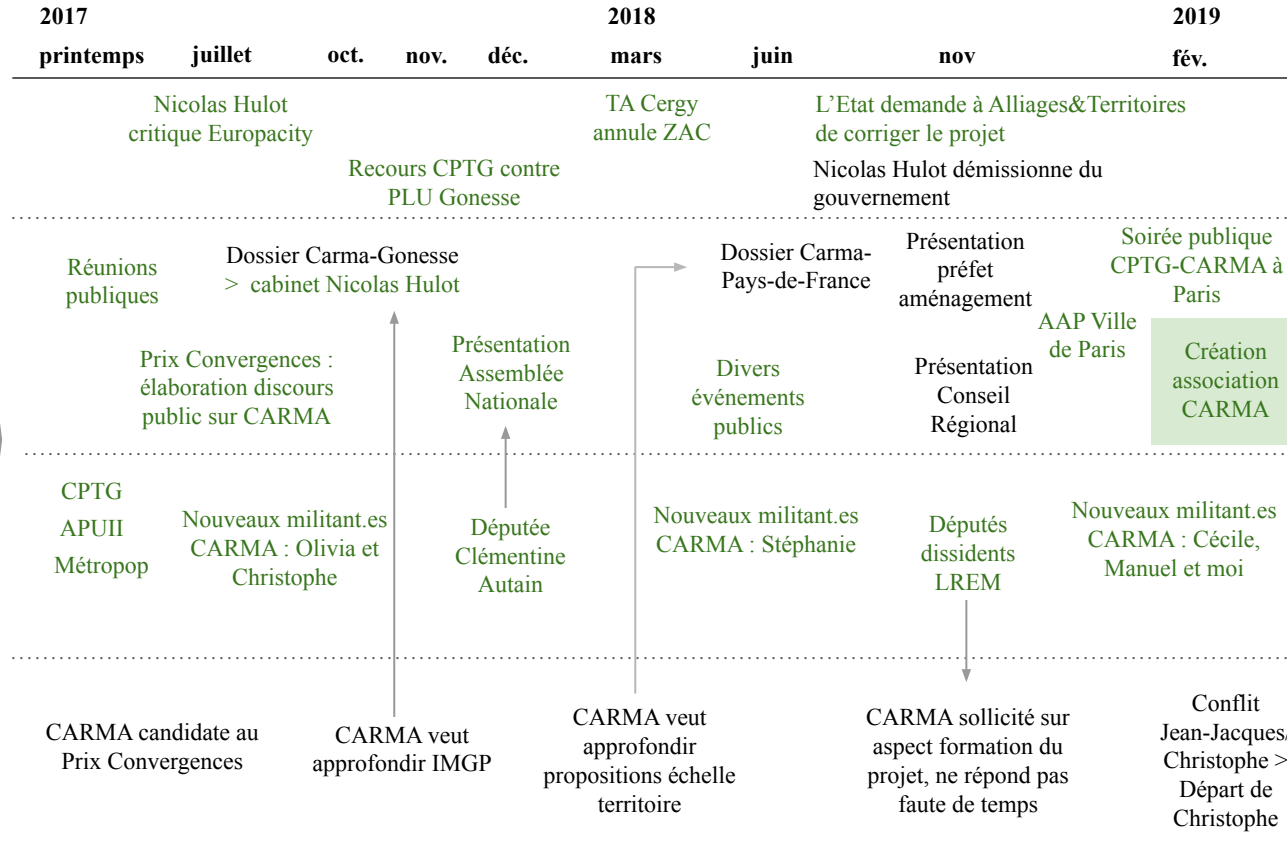 2017
2018
2019
printemps
juillet
oct.
nov.
déc.
mars
juin
nov
fév.
Nicolas Hulot
critique Europacity
Recours CPTG contre
PLU Gonesse
TA Cergy
annule ZAC
L’Etat demande à Alliages&Territoires
de corriger le projet
Nicolas Hulot démissionne du
gouvernement
Réunions
publiques
Dossier Carma-Gonesse
> cabinet Nicolas Hulot
Prix Convergences :
élaboration discours
public sur CARMA
Présentation
Assemblée
Nationale
Dossier Carma-
Pays-de-France
Divers
événements
publics
Présentation
préfet
aménagement
Présentation
Conseil
Régional
AAP Ville
de Paris
Soirée publique
CPTG-CARMA à
Paris
Création
association
CARMA
CPTG
APUII
Métropop
Nouveaux militant.es
CARMA : Olivia et
Christophe
Députée
Clémentine
Autain
Nouveaux militant.es
CARMA : Stéphanie
Députés
dissidents
LREM
Nouveaux militant.es
CARMA : Cécile,
Manuel et moi
CARMA candidate au
Prix Convergences
CARMA veut
approfondir IMGP
CARMA veut
approfondir
propositions échelle
territoire
CARMA sollicité sur
aspect formation du
projet, ne répond pas
faute de temps
Conflit
Jean-Jacques/
Christophe >
Départ de
Christophe